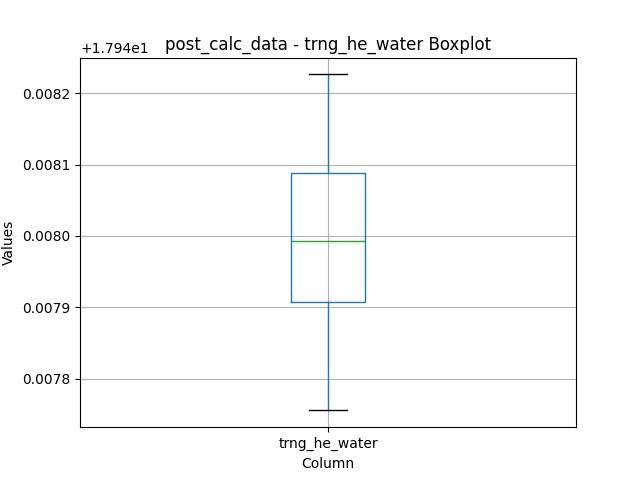 post_calc_data - trng_he_water Boxplot
+1.794e1
0.0082
0.0081
0.0080
0.0079
0.0078
Values
trng_he_water
Column